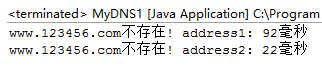 <terminated> MyDNS1 [Java Application] C:\Program
www.123456.com不存在! address1: 92毫秒
www.123456.com不存在! address2: 22毫秒